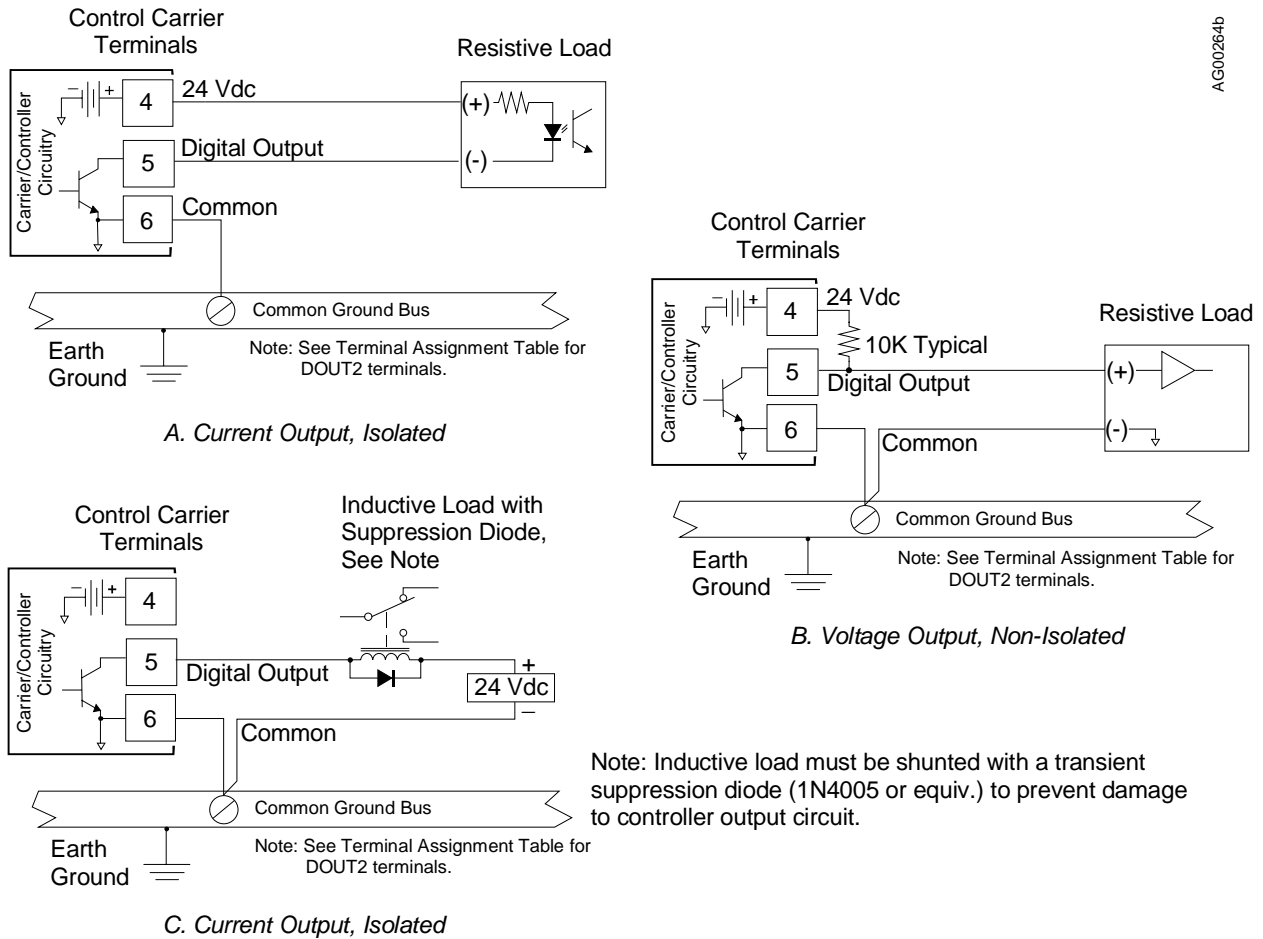 AG00264b
Control Carrier
Terminals
Resistive Load
Carrier/Controller
Circuitry
– +
4
24 Vdc
(+)
5
Digital Output
(-)
6
Common
Common Ground Bus
Earth
Ground
Note: See Terminal Assignment Table for
DOUT2 terminals.
A. Current Output, Isolated
Control Carrier
Terminals
Resistive Load
Carrier/Controller
Circuitry
– +
4
24 Vdc
10K Typical
5
Digital Output
(+)
6
Common
(-)
Common Ground Bus
Earth
Ground
Note: See Terminal Assignment Table for
DOUT2 terminals.
B. Voltage Output, Non-Isolated
Control Carrier
Terminals
Inductive Load with
Suppression Diode,
See Note
Carrier/Controller
Circuitry
– +
4
5
Digital Output
+
24 Vdc
–
6
Common
Common Ground Bus
Earth
Ground
Note: See Terminal Assignment Table for
DOUT2 terminals.
C. Current Output, Isolated
Note: Inductive load must be shunted with a transient
suppression diode (1N4005 or equiv.) to prevent damage
to controller output circuit.